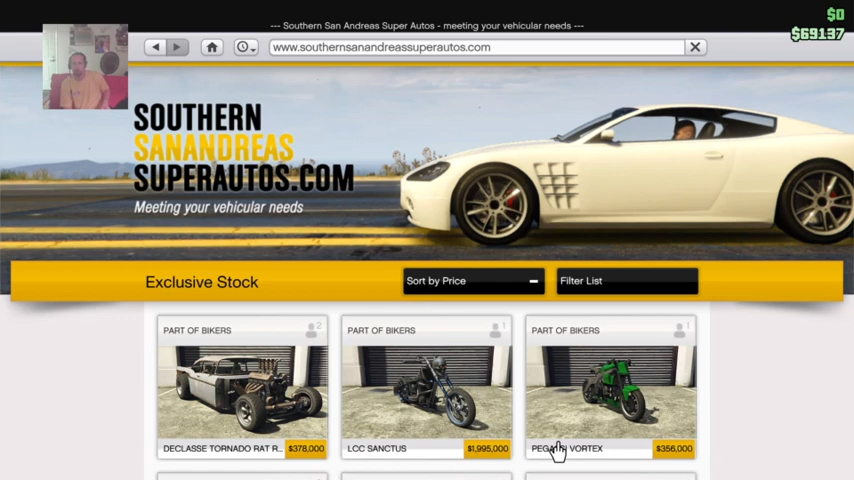 --- Southern San Andreas Super Autos - meeting your vehicular needs ---
$0
$69137
www.southernsanandreassuperautos.com
SOUTHERN
SANANDREAS
SUPERAUTOS.COM
Meeting your vehicular needs
Exclusive Stock
Sort by Price
Filter List
PART OF BIKERS 2
PART OF BIKERS 1
PART OF BIKERS 1
DECLASSE TORNADO RAT R... $378,000
LCC SANCTUS $1,995,000
VORTEX $356,000